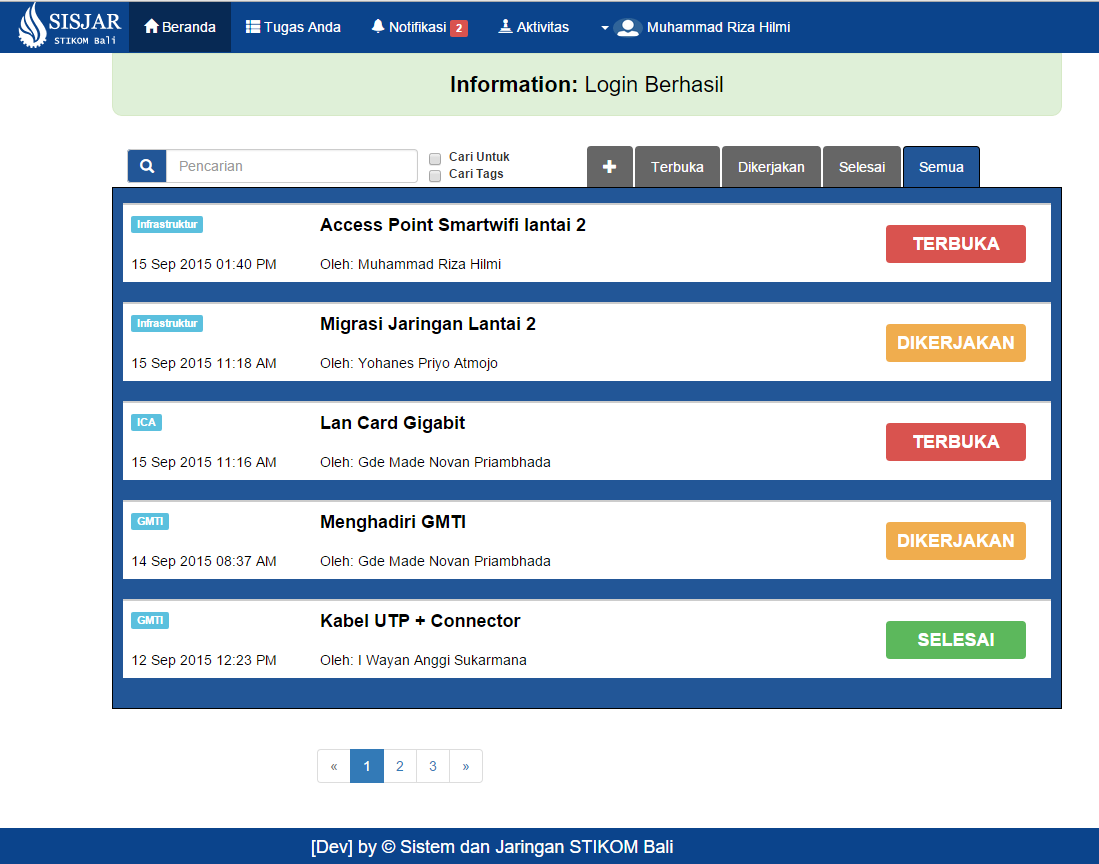 SISJAR
STIKOM Bali
Beranda
Tugas Anda
Notifikasi 2
Aktivitas
Muhammad Riza Hilmi
Information: Login Berhasil
Pencarian
Cari Untuk
Cari Tags
Terbuka
Dikerjakan
Selesai
Semua
Infrastruktur
Access Point Smartwifi lantai 2
TERBUKA
15 Sep 2015 01:40 PM
Oleh: Muhammad Riza Hilmi
Infrastruktur
Migrasi Jaringan Lantai 2
DIKERJAKAN
15 Sep 2015 11:18 AM
Oleh: Yohanes Priyo Atmojo
ICA
Lan Card Gigabit
TERBUKA
15 Sep 2015 11:16 AM
Oleh: Gde Made Novan Priambhada
GMTI
Menghadiri GMTI
DIKERJAKAN
14 Sep 2015 08:37 AM
Oleh: Gde Made Novan Priambhada
GMTI
Kabel UTP + Connector
SELESAI
12 Sep 2015 12:23 PM
Oleh: I Wayan Anggi Sukarmana
« 1 2 3 »
[Dev] by © Sistem dan Jaringan STIKOM Bali